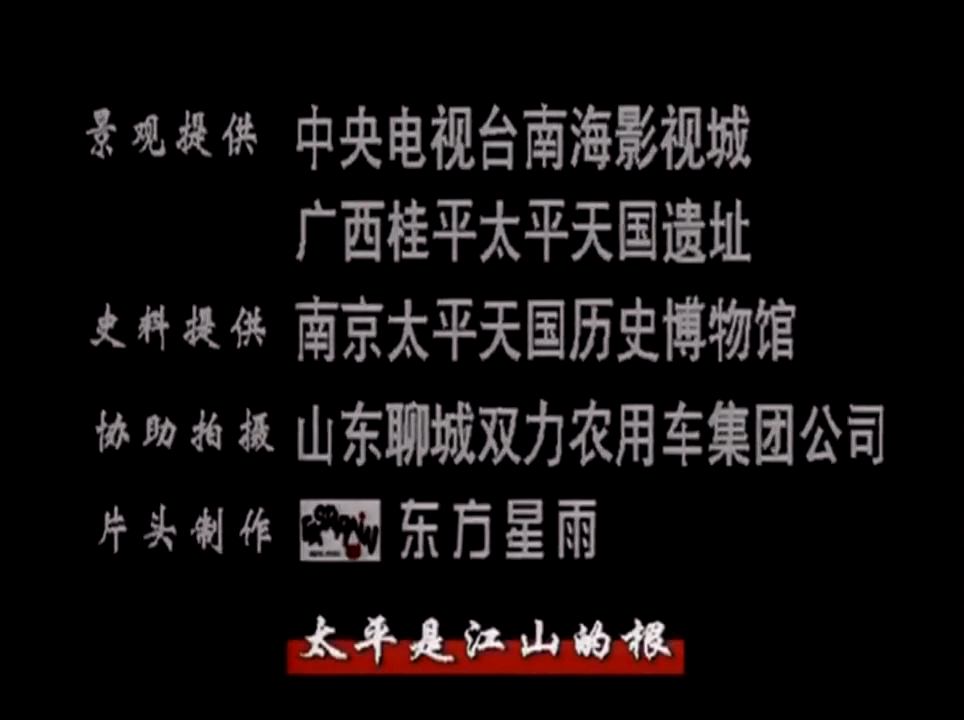 景观提供 中央电视台南海影视城
广西桂平太平天国遗址
史料提供 南京太平天国历史博物馆
协助拍摄 山东聊城双力农用车集团公司
片头制作 东方星雨
太平是江山的根